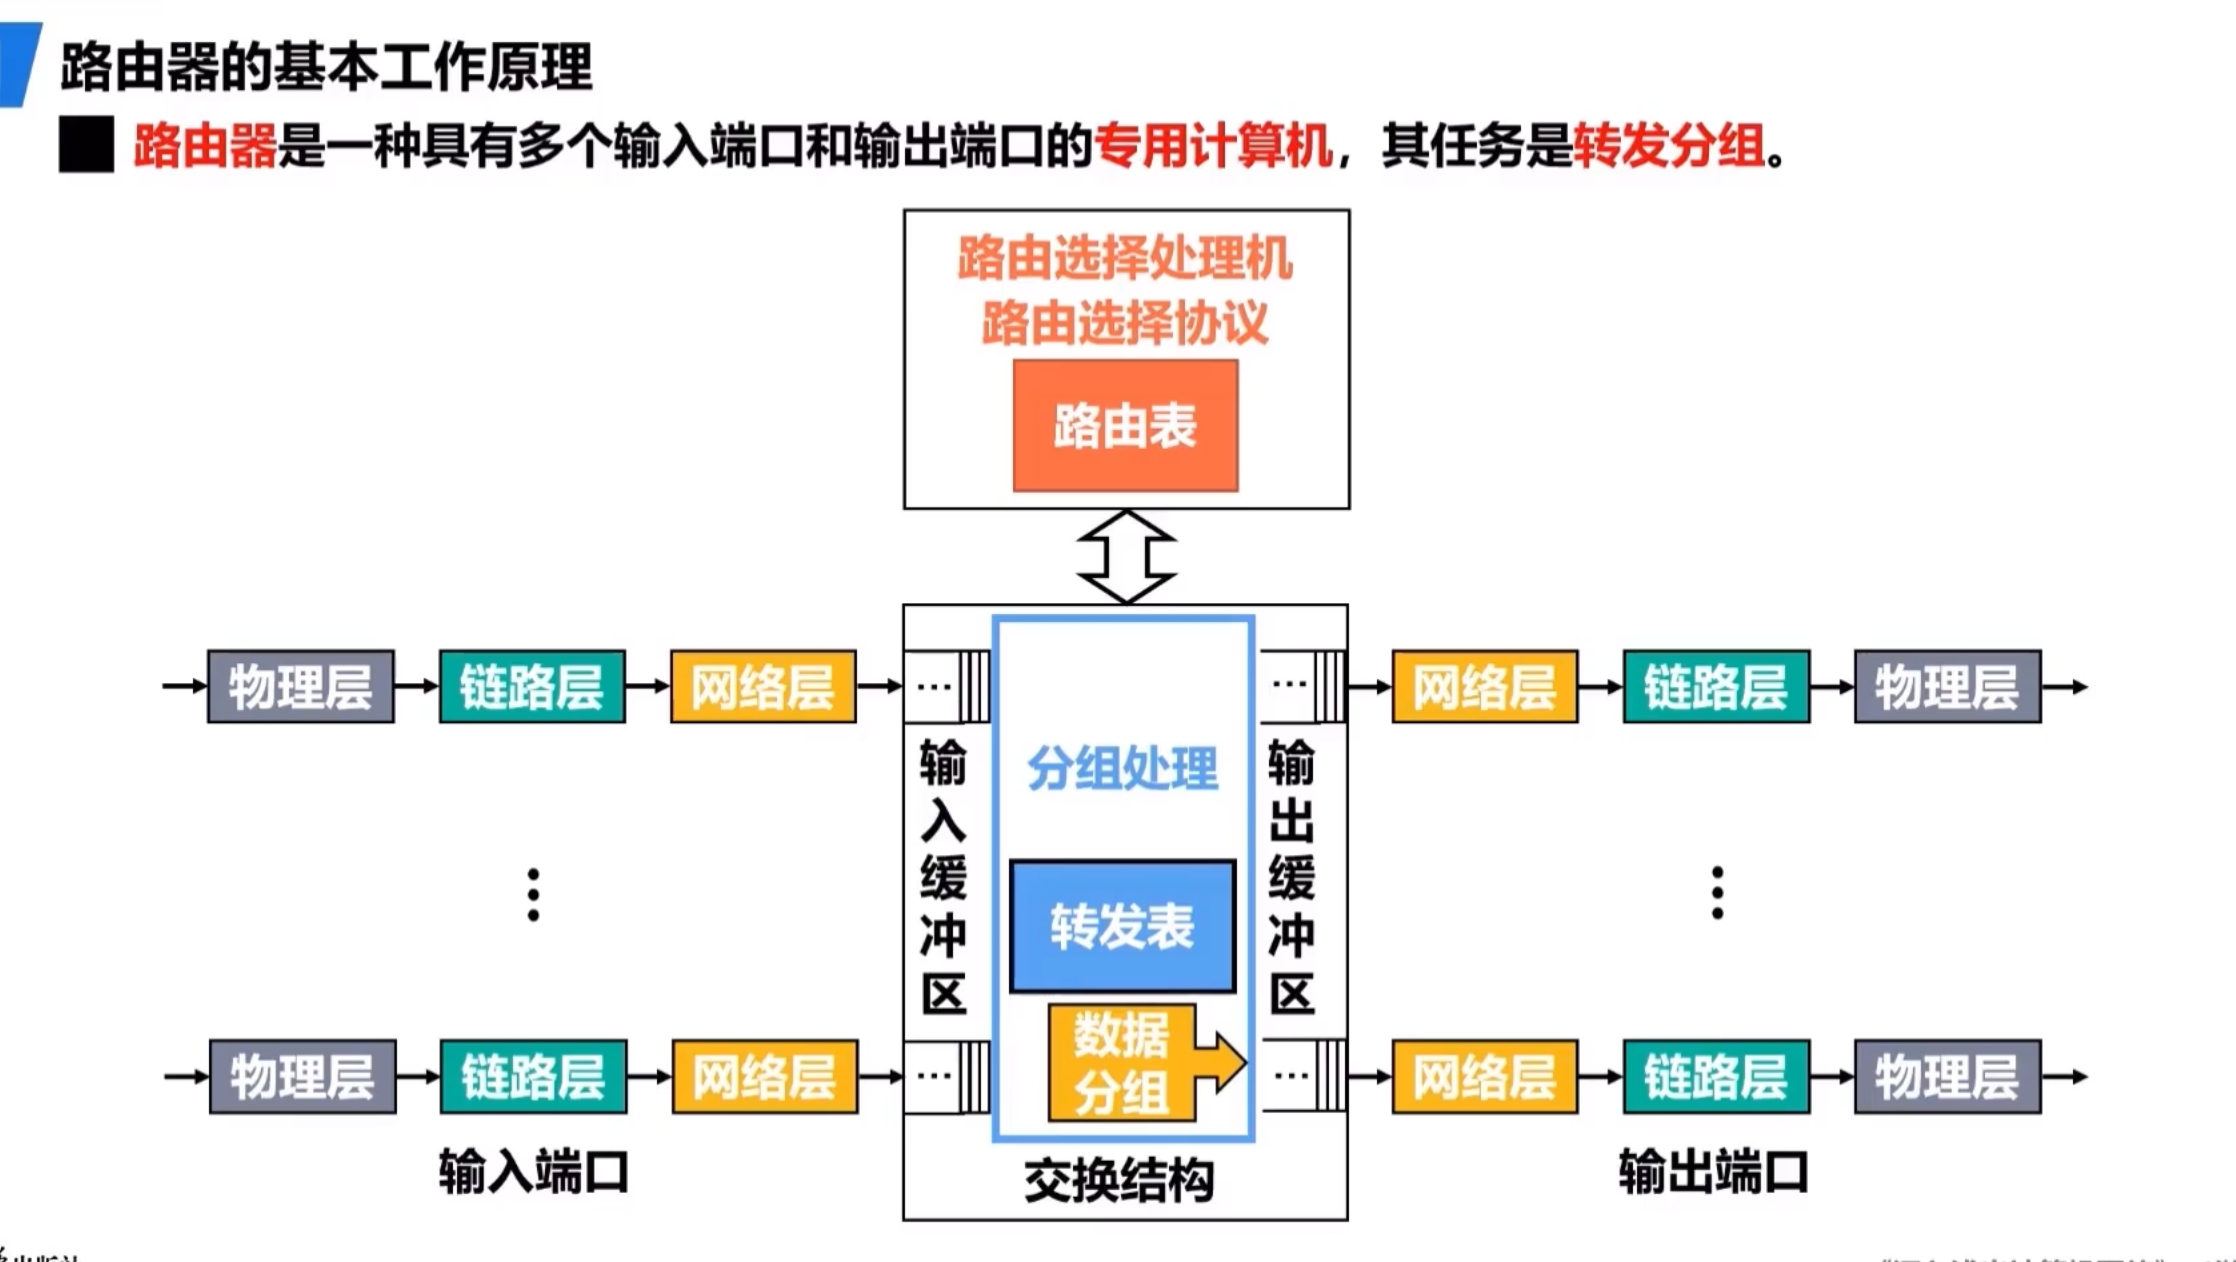 路由器的基本工作原理
路由器是一种具有多个输入端口和输出端口的专用计算机，其任务是转发分组。
路由选择处理机
路由选择协议
路由表
物理层
链路层
网络层
...
...
网络层
链路层
物理层
输入缓冲区
分组处理
输出缓冲区
转发表
数据
分组
物理层
链路层
网络层
...
...
网络层
链路层
物理层
输入端口
交换结构
输出端口